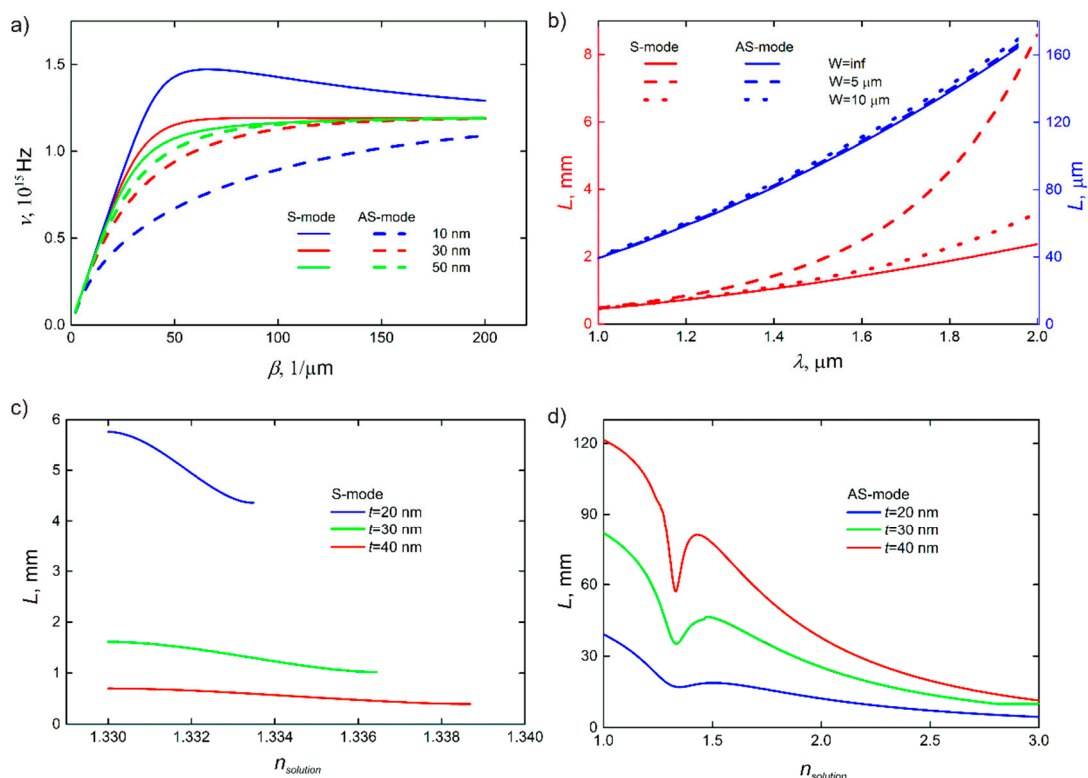 a)
ν, 10¹⁵ Hz
1.5
1.0
0.5
0.0
0 50 100 150 200
β, 1/μm
S-mode AS-mode
10 nm
30 nm
50 nm
b)
L, mm
8
6
4
2
0
S-mode AS-mode
W=inf
W=5 μm
W=10 μm
160
120
80
40
0
L, μm
1.0 1.2 1.4 1.6 1.8 2.0
λ, μm
c)
L, mm
6
5
4
3
2
1
0
S-mode
t=20 nm
t=30 nm
t=40 nm
1.330 1.332 1.334 1.336 1.338 1.340
nsolution
d)
L, mm
120
90
60
30
0
AS-mode
t=20 nm
t=30 nm
t=40 nm
1.0 1.5 2.0 2.5 3.0
nsolution